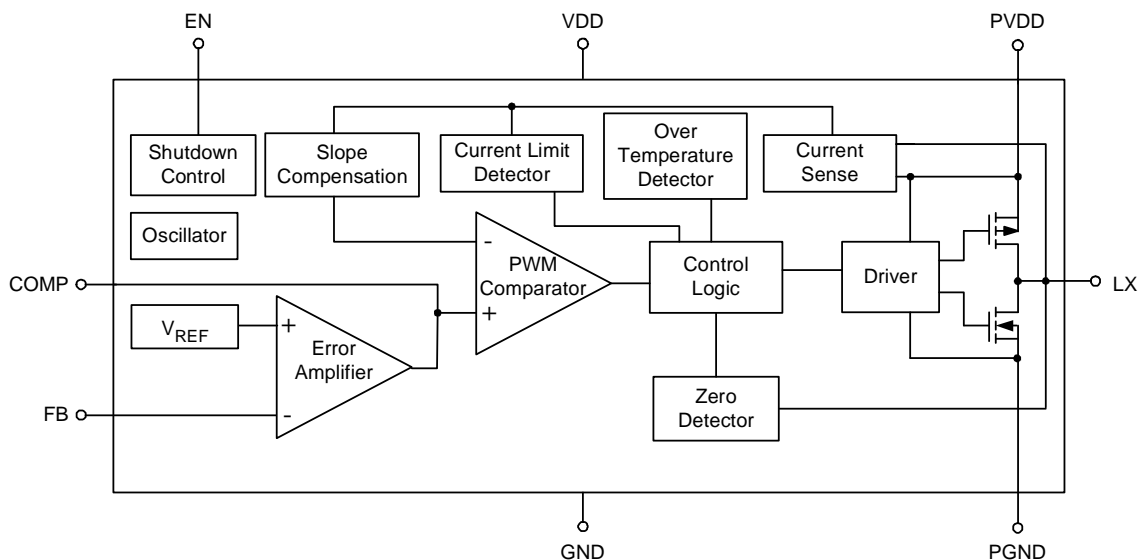 EN
VDD
PVDD
Shutdown
Control
Slope
Compensation
Current Limit
Detector
Over
Temperature
Detector
Current
Sense
Oscillator
-
PWM
Comparator
+
Control
Logic
Driver
LX
COMP
VREF
+
Error
Amplifier
-
FB
Zero
Detector
GND
PGND